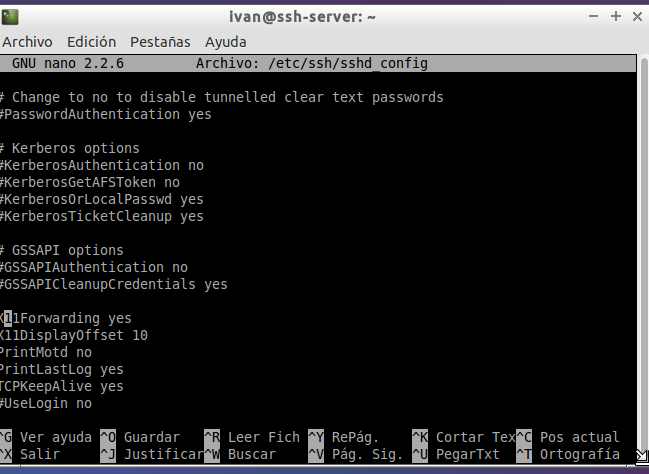 ivan@ssh-server: ~
Archivo Edición Pestañas Ayuda
GNU nano 2.2.6 Archivo: /etc/ssh/sshd_config
# Change to no to disable tunnelled clear text passwords
#PasswordAuthentication yes
# Kerberos options
#KerberosAuthentication no
#KerberosGetAFSToken no
#KerberosOrLocalPasswd yes
#KerberosTicketCleanup yes
# GSSAPI options
#GSSAPIAuthentication no
#GSSAPICleanupCredentials yes
X11Forwarding yes
X11DisplayOffset 10
PrintMotd no
PrintLastLog yes
TCPKeepAlive yes
#UseLogin no
^G Ver ayuda ^O Guardar ^R Leer Fich ^Y RePág. ^K Cortar Tex ^C Pos actual
^X Salir ^J Justificar ^W Buscar ^V Pág. Sig. ^U PegarTxt ^T Ortografía